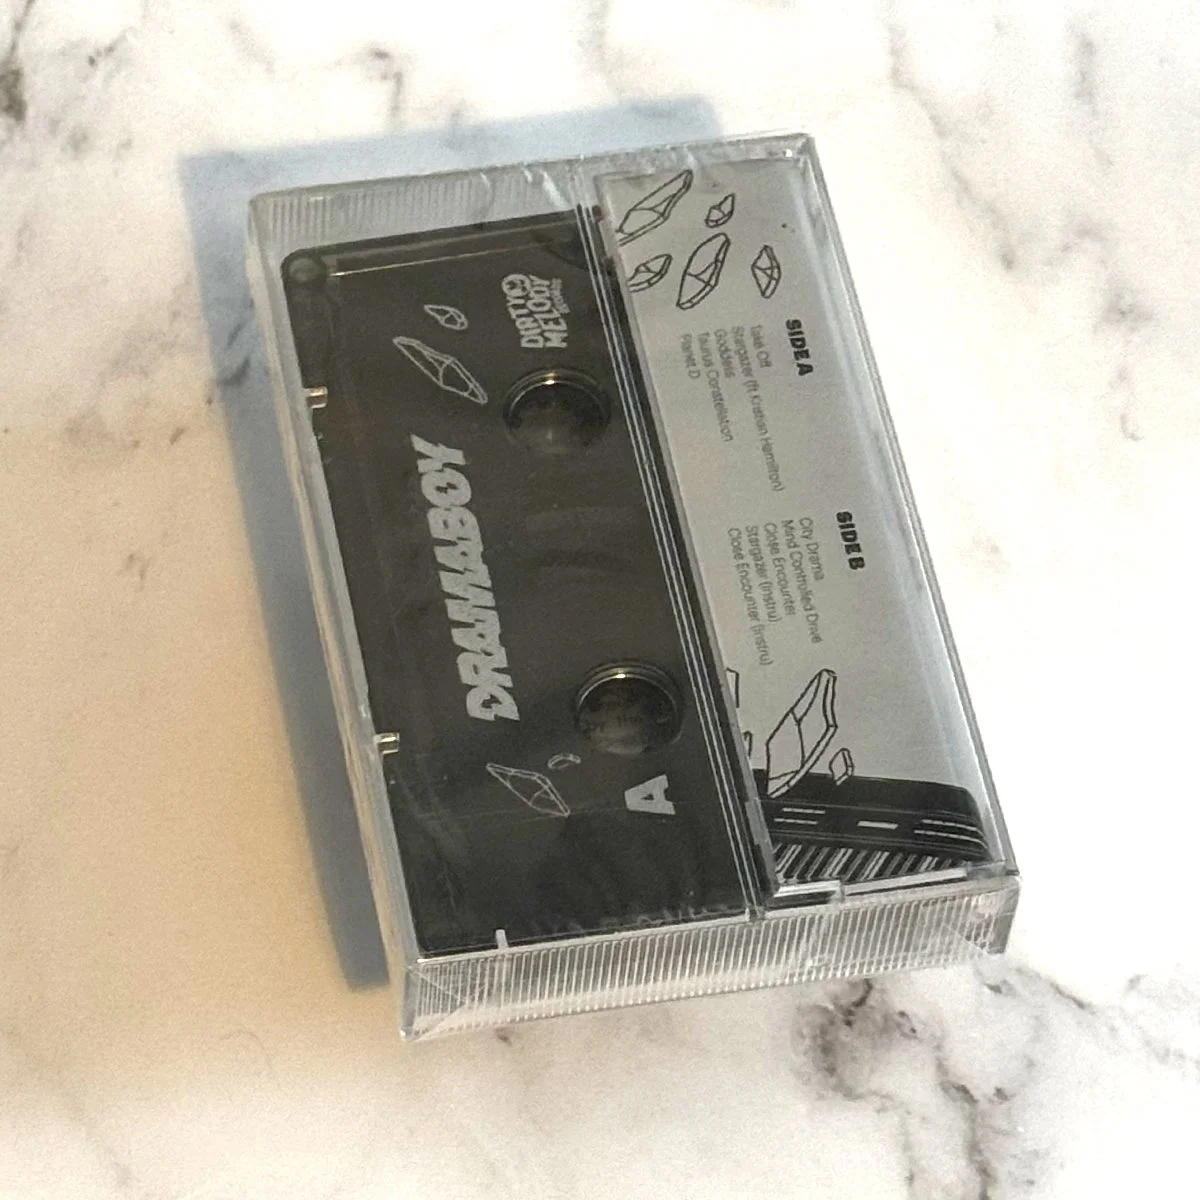 DIRTY
MELODY
RECORDS
DRAMABOY
A
SIDE A
Take Off
Stargazer (ft Kristian Hamilton)
Goddess
Taurus Constellation
Planet D
SIDE B
City Drama
Mind Controlled Drive
Close Encounter
Stargazer (Instru)
Close Encounter (Instru)